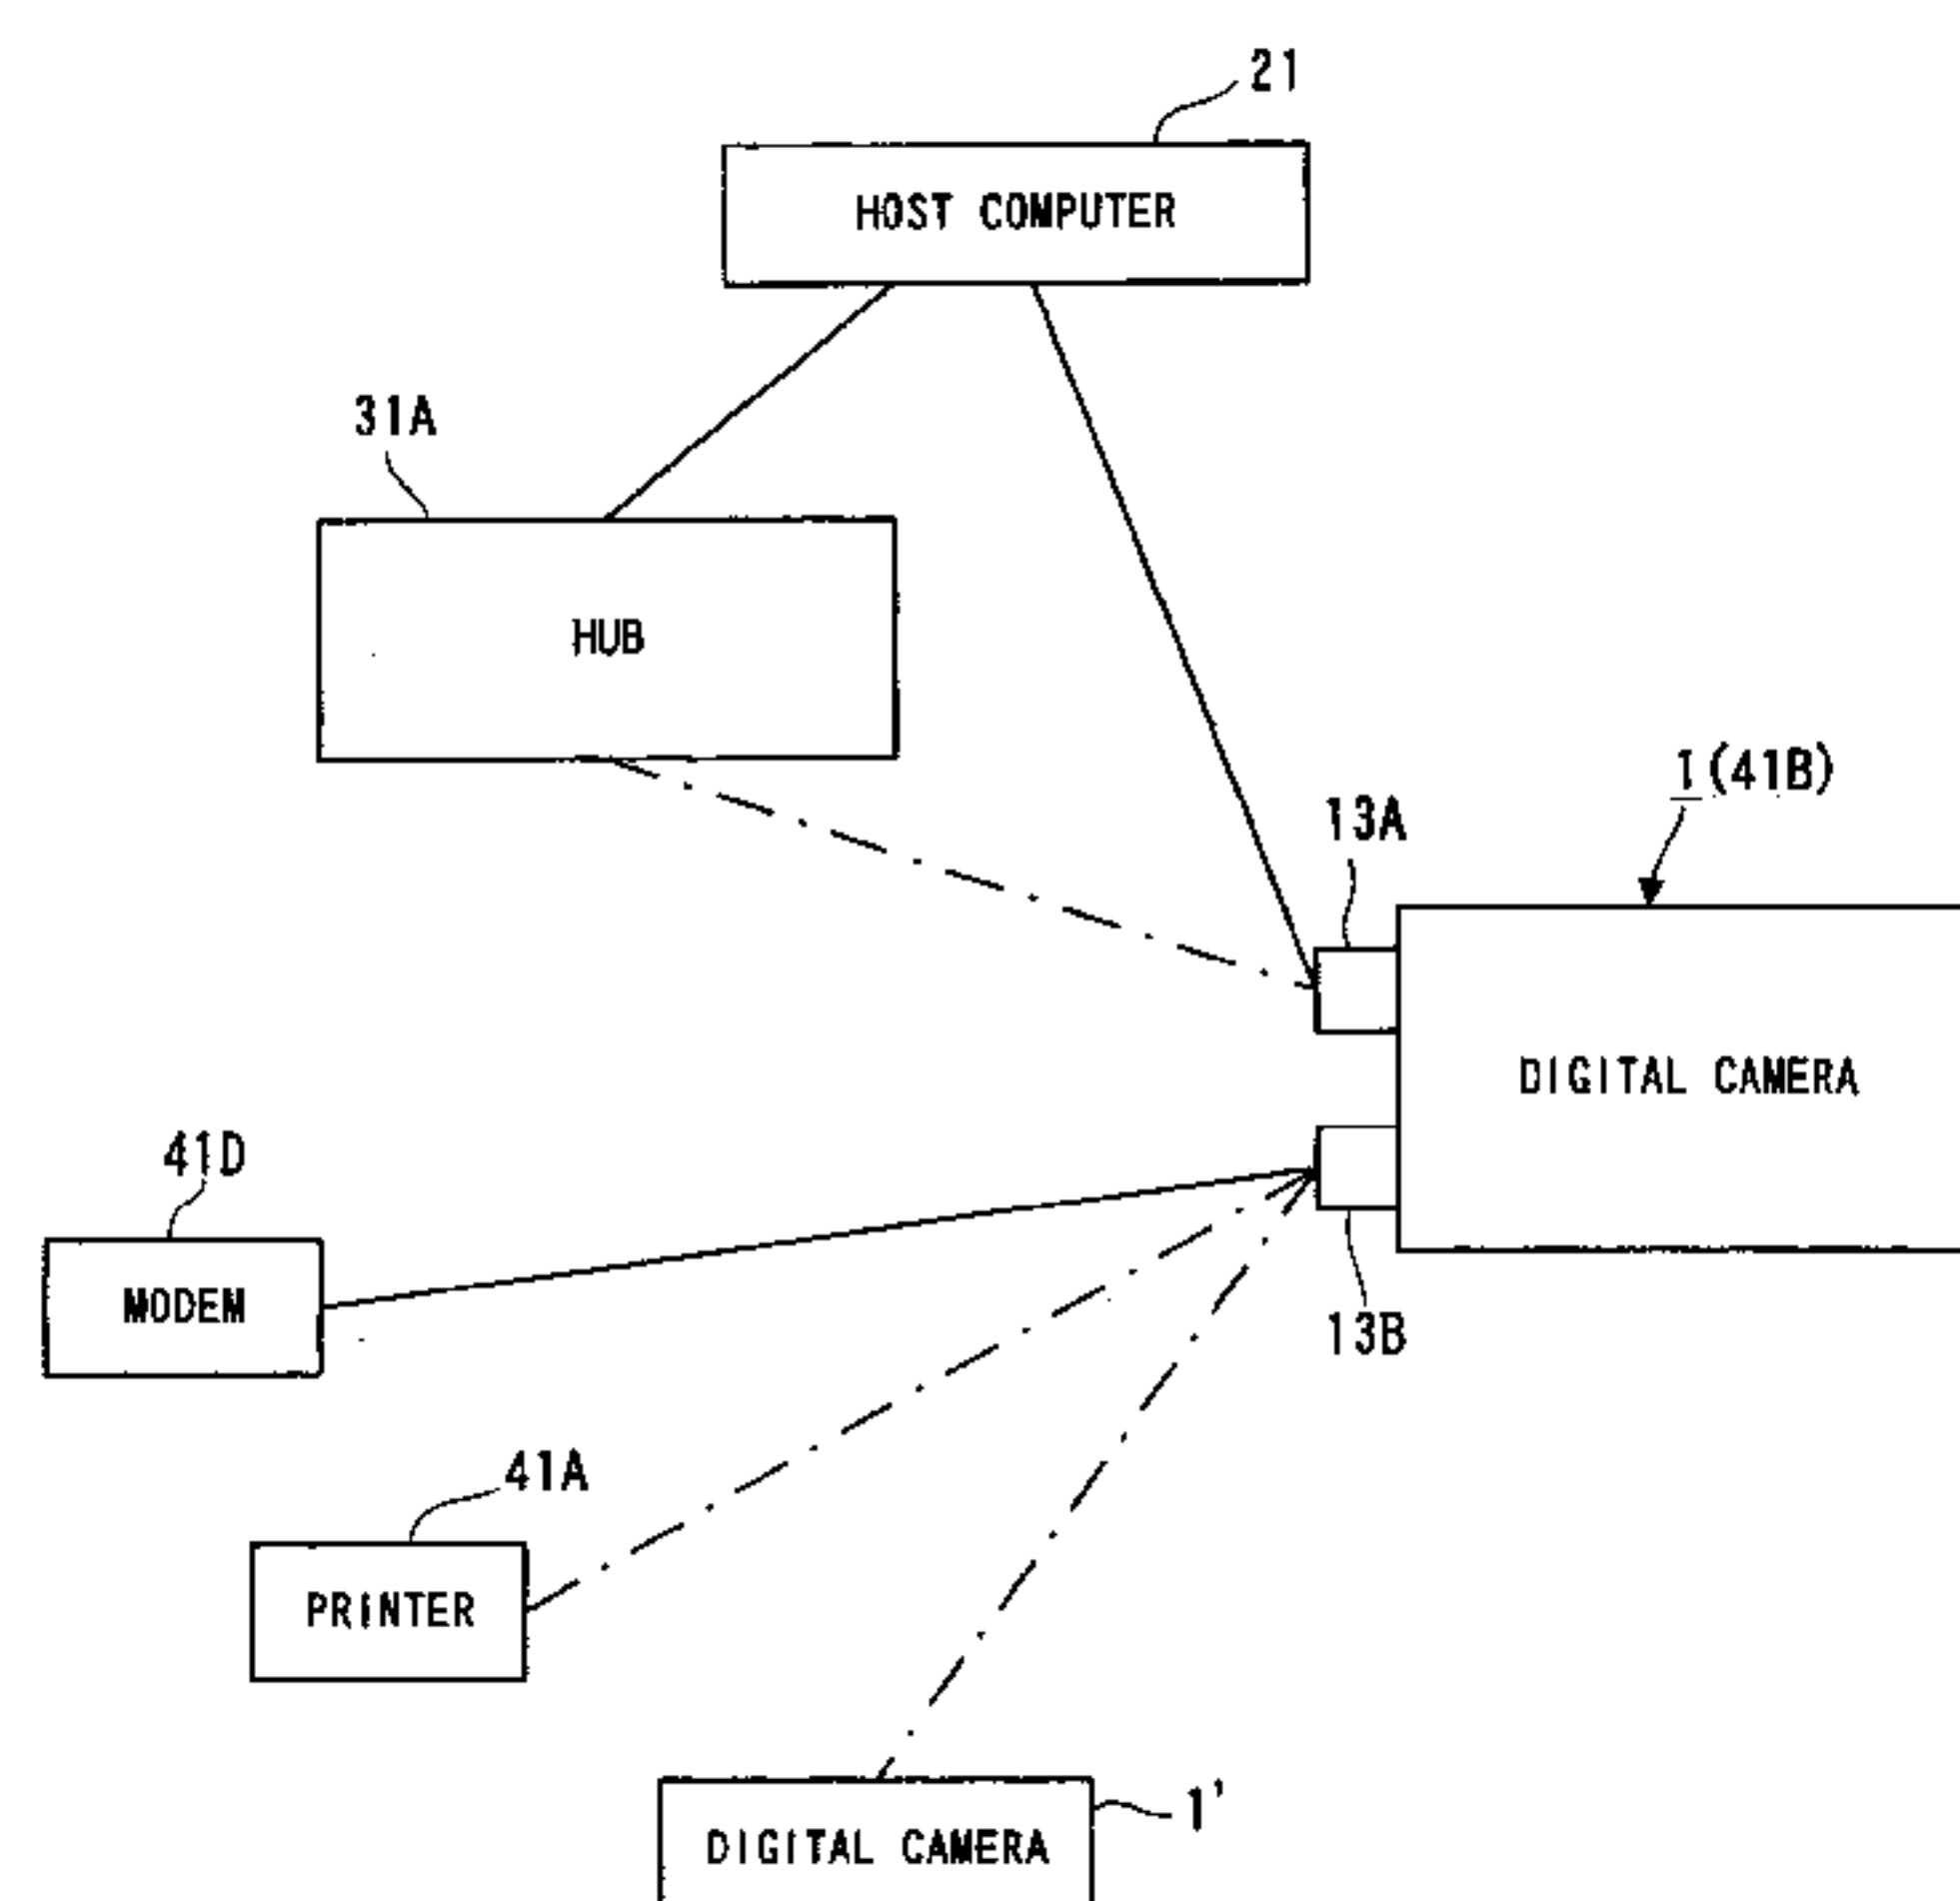 21
HOST COMPUTER
31A
HUB
1(41B)
13A
DIGITAL CAMERA
41D
MODEM
13B
41A
PRINTER
1'
DIGITAL CAMERA